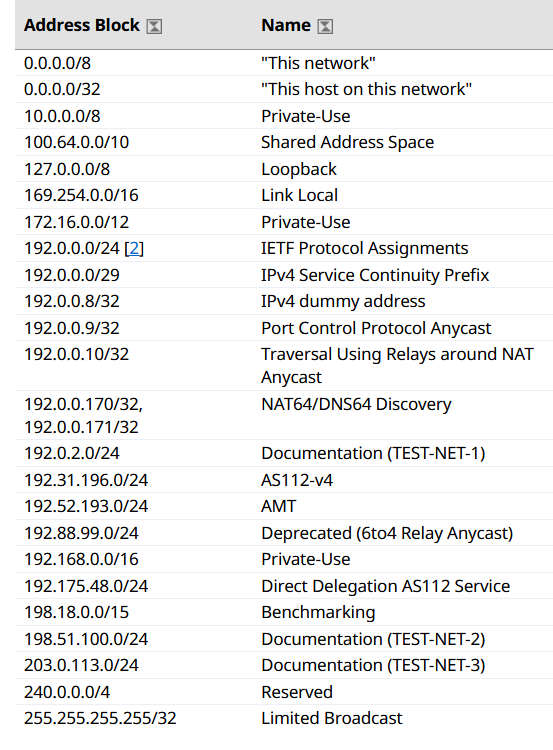 Address Block Name
0.0.0.0/8 "This network"
0.0.0.0/32 "This host on this network"
10.0.0.0/8 Private-Use
100.64.0.0/10 Shared Address Space
127.0.0.0/8 Loopback
169.254.0.0/16 Link Local
172.16.0.0/12 Private-Use
192.0.0.0/24 [2] IETF Protocol Assignments
192.0.0.0/29 IPv4 Service Continuity Prefix
192.0.0.8/32 IPv4 dummy address
192.0.0.9/32 Port Control Protocol Anycast
192.0.0.10/32 Traversal Using Relays around NAT
Anycast
192.0.0.170/32, NAT64/DNS64 Discovery
192.0.0.171/32
192.0.2.0/24 Documentation (TEST-NET-1)
192.31.196.0/24 AS112-v4
192.52.193.0/24 AMT
192.88.99.0/24 Deprecated (6to4 Relay Anycast)
192.168.0.0/16 Private-Use
192.175.48.0/24 Direct Delegation AS112 Service
198.18.0.0/15 Benchmarking
198.51.100.0/24 Documentation (TEST-NET-2)
203.0.113.0/24 Documentation (TEST-NET-3)
240.0.0.0/4 Reserved
255.255.255.255/32 Limited Broadcast